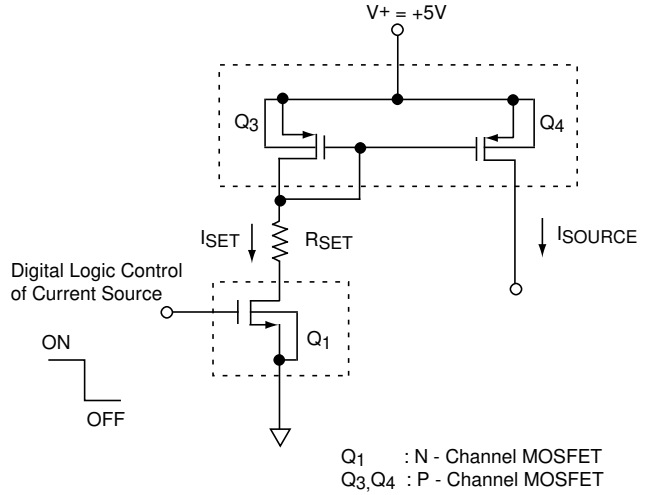 V+ = +5V
Q3
Q4
ISET
RSET
ISOURCE
Digital Logic Control
of Current Source
Q1
ON
OFF
Q1 : N - Channel MOSFET
Q3,Q4 : P - Channel MOSFET